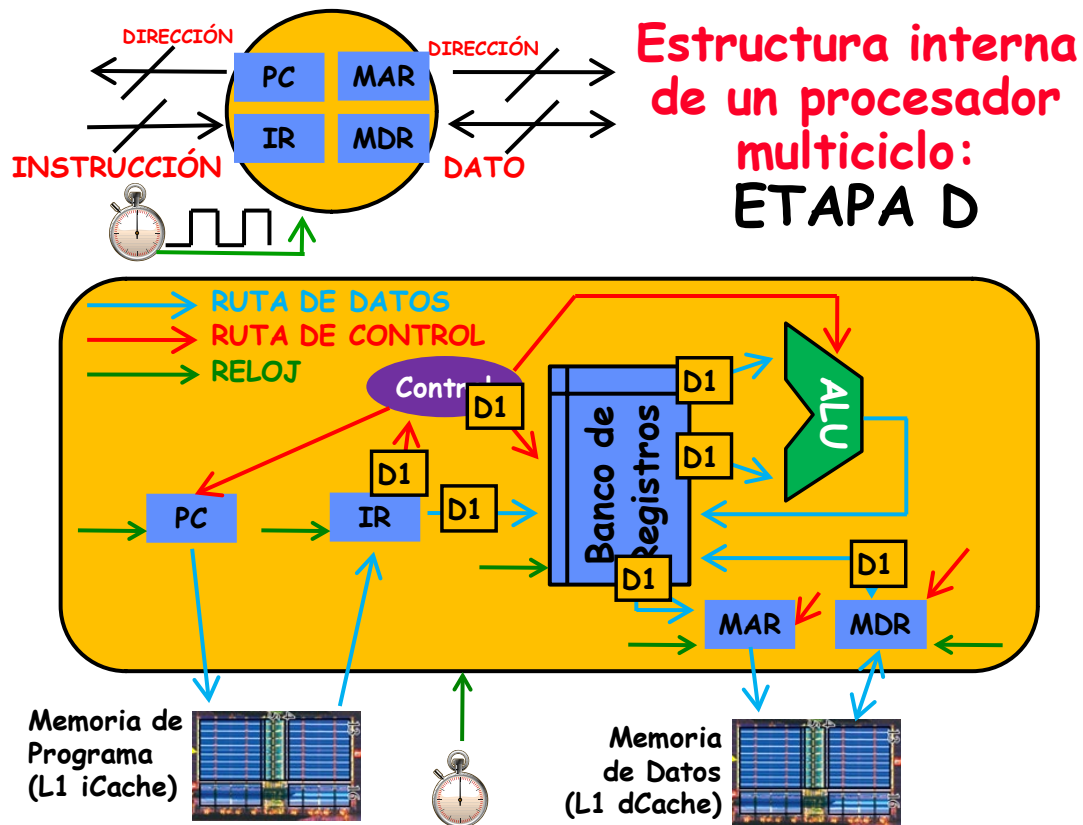 Estructura interna
de un procesador
multiciclo:
ETAPA D
DIRECCIÓN
DIRECCIÓN
PC
MAR
IR
MDR
INSTRUCCIÓN
DATO
RUTA DE DATOS
RUTA DE CONTROL
RELOJ
Control
D1
D1
D1
D1
D1
D1
D1
Banco de
Registros
ALU
PC
IR
MAR
MDR
Memoria de
Programa
(L1 iCache)
Memoria
de Datos
(L1 dCache)